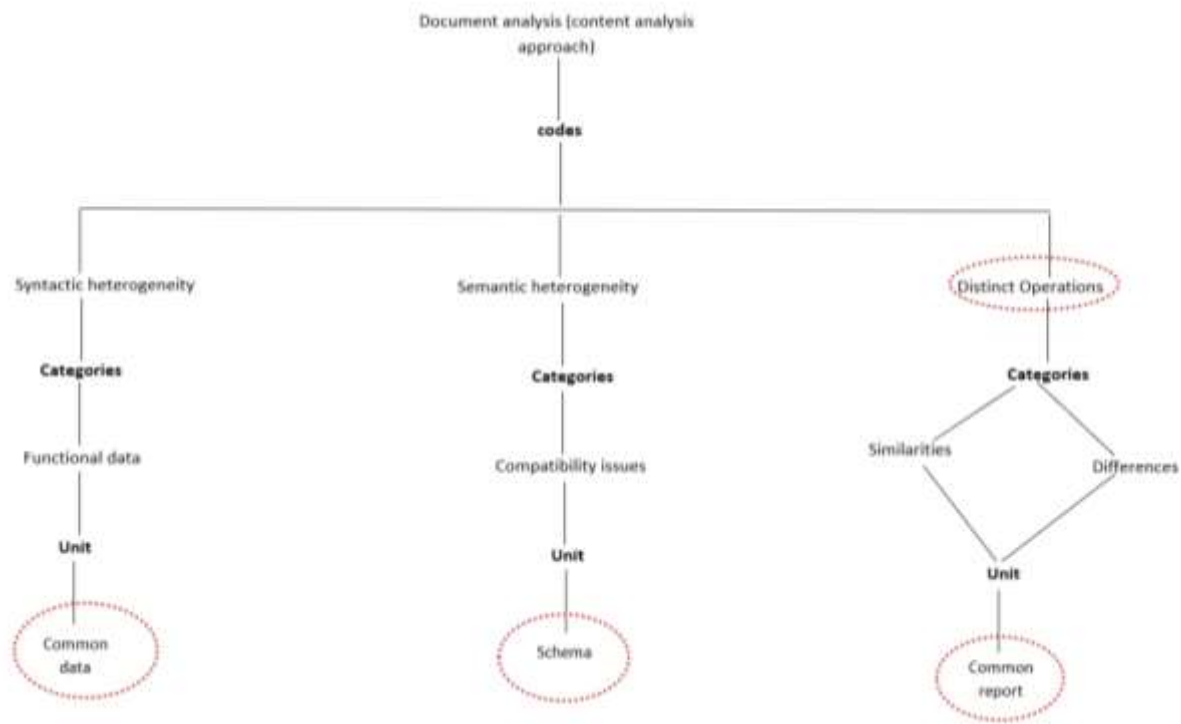 Document analysis (content analysis
approach)
codes
Syntactic heterogeneity
Semantic heterogeneity
Distinct Operations
Categories
Categories
Categories
Functional data
Compatibility issues
Similarities
Differences
Unit
Unit
Unit
Common
data
Schema
Common
report